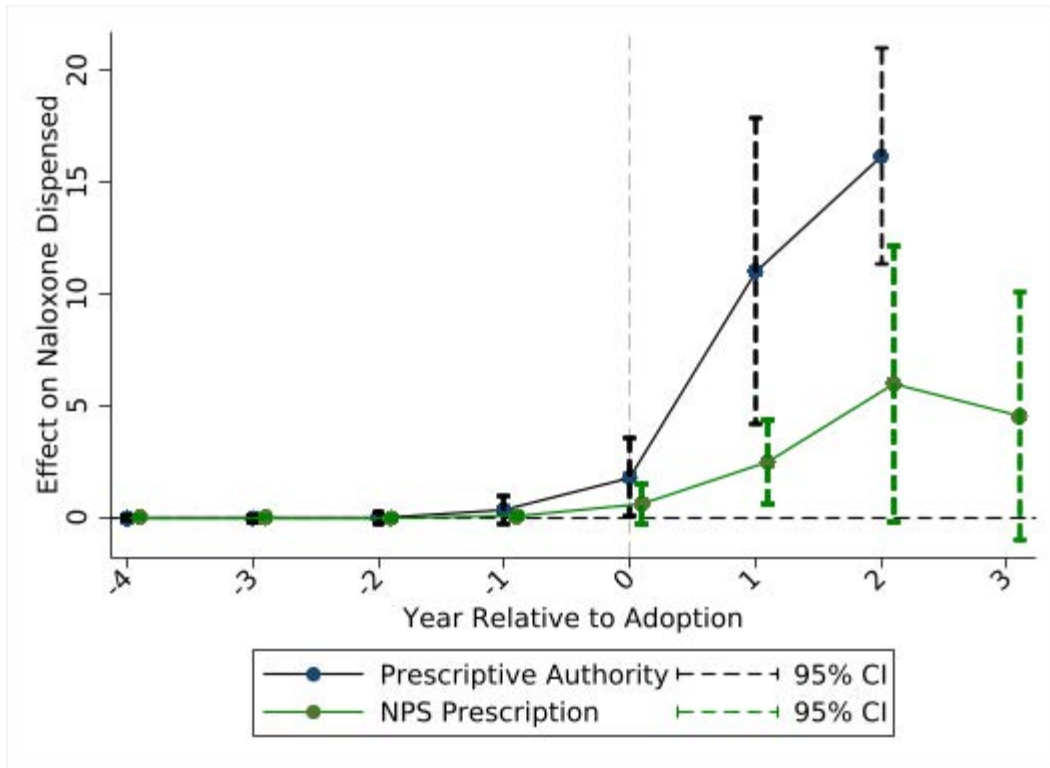 Effect on Naloxone Dispensed
20
15
10
5
0
-4 -3 -2 -1 0 1 2 3
Year Relative to Adoption
Prescriptive Authority 95% CI
NPS Prescription 95% CI